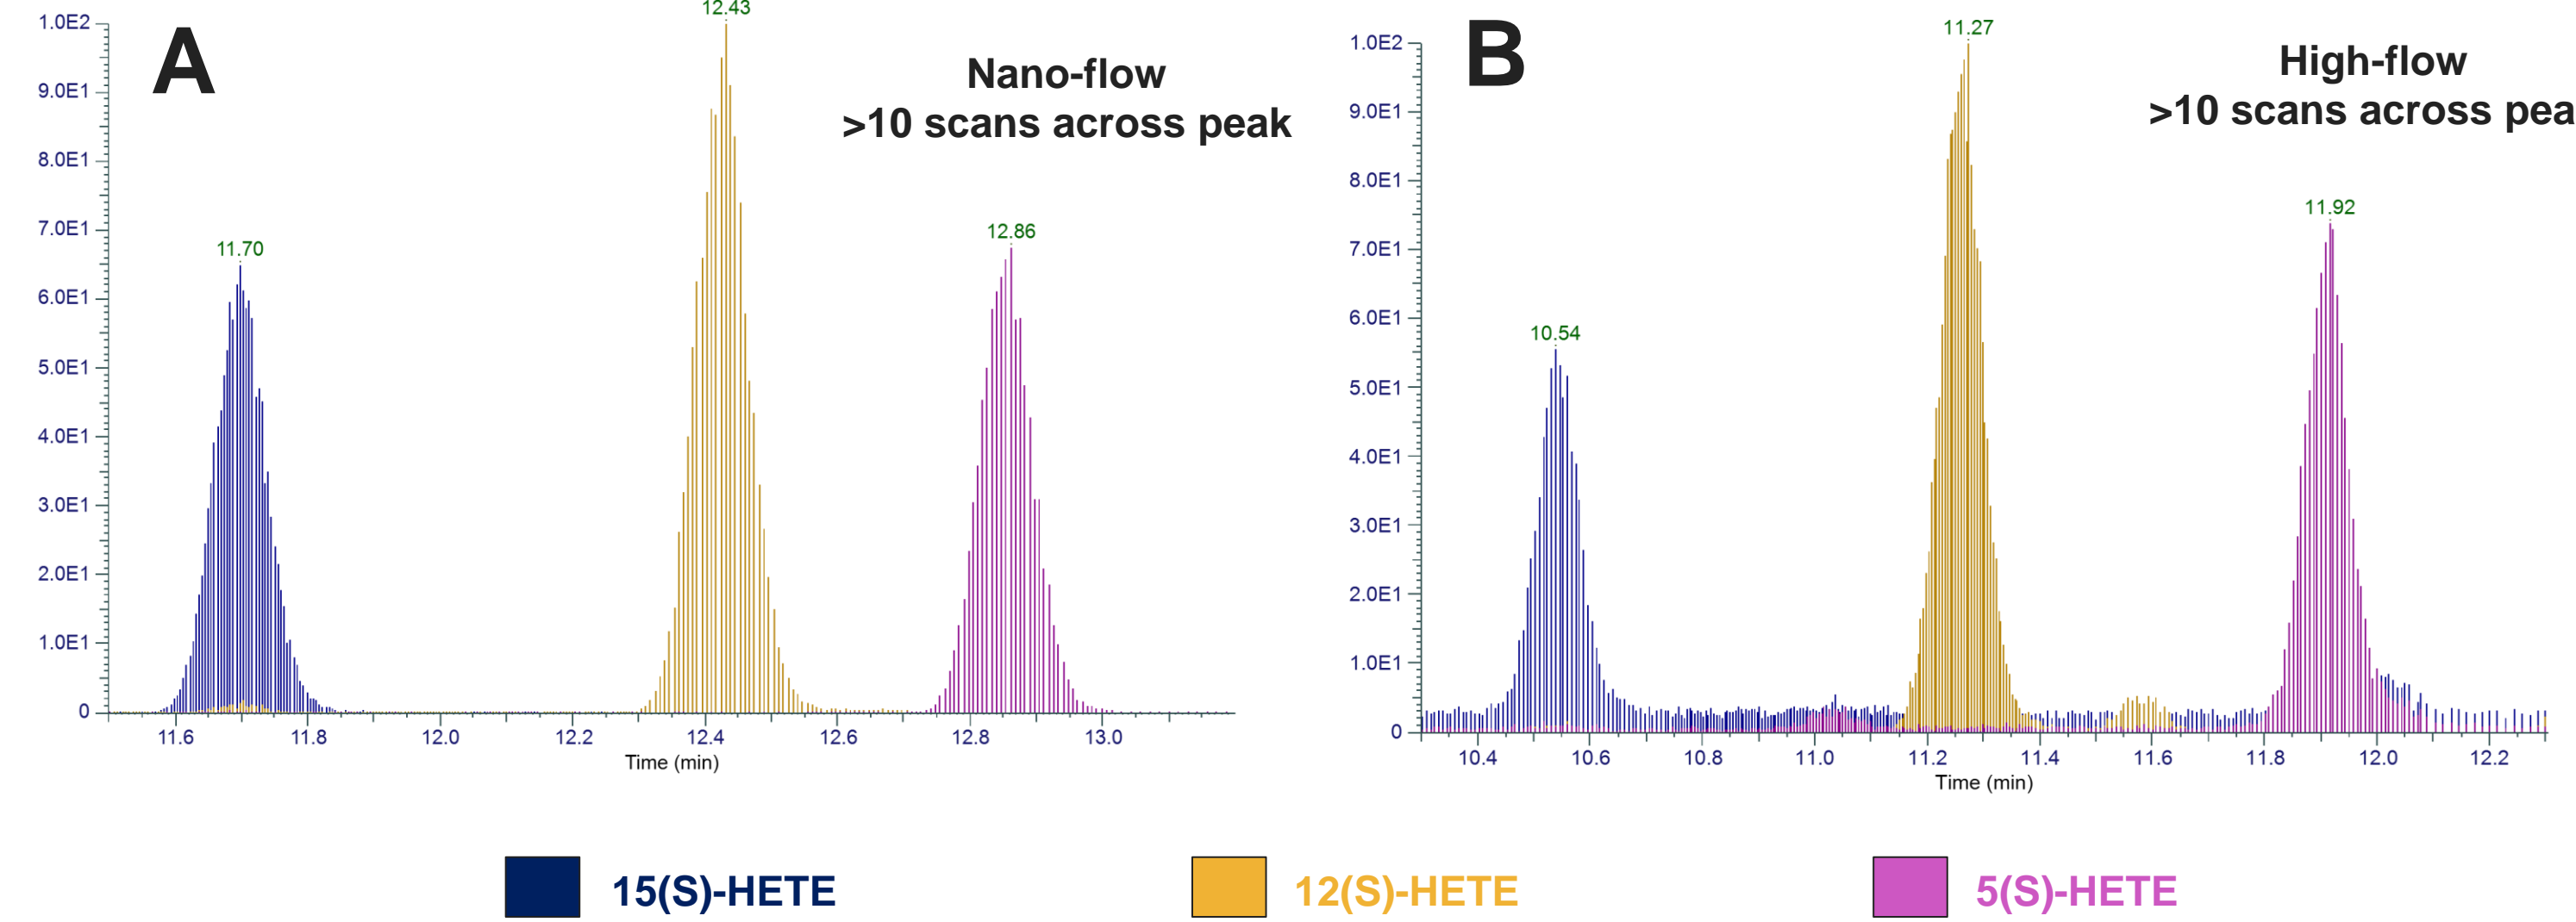 A
Nano-flow
>10 scans across peak
12.43
11.70
12.86
1.0E2
9.0E1
8.0E1
7.0E1
6.0E1
5.0E1
4.0E1
3.0E1
2.0E1
1.0E1
0
11.6 11.8 12.0 12.2 12.4 12.6 12.8 13.0
Time (min)
B
High-flow
>10 scans across pea
11.27
11.92
10.54
1.0E2
9.0E1
8.0E1
7.0E1
6.0E1
5.0E1
4.0E1
3.0E1
2.0E1
1.0E1
0
10.4 10.6 10.8 11.0 11.2 11.4 11.6 11.8 12.0 12.2
Time (min)
15(S)-HETE
12(S)-HETE
5(S)-HETE